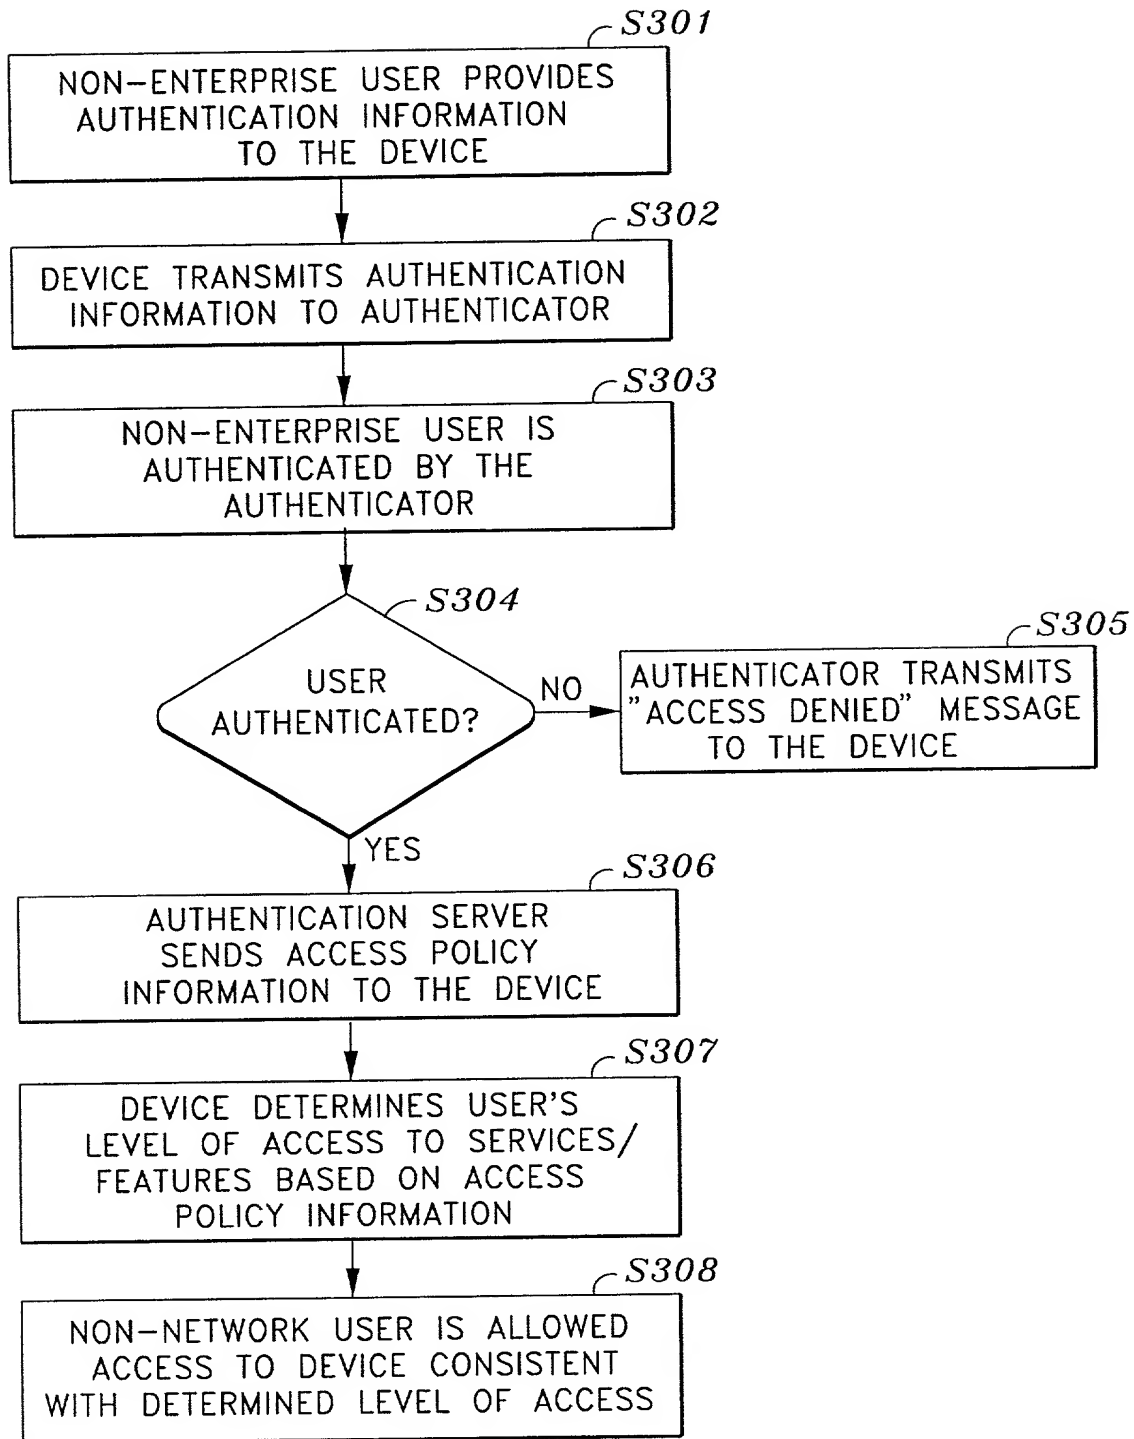 S301
NON-ENTERPRISE USER PROVIDES
AUTHENTICATION INFORMATION
TO THE DEVICE
S302
DEVICE TRANSMITS AUTHENTICATION
INFORMATION TO AUTHENTICATOR
S303
NON-ENTERPRISE USER IS
AUTHENTICATED BY THE
AUTHENTICATOR
S304
USER
AUTHENTICATED?
NO
S305
AUTHENTICATOR TRANSMITS
"ACCESS DENIED" MESSAGE
TO THE DEVICE
YES
S306
AUTHENTICATION SERVER
SENDS ACCESS POLICY
INFORMATION TO THE DEVICE
S307
DEVICE DETERMINES USER'S
LEVEL OF ACCESS TO SERVICES/
FEATURES BASED ON ACCESS
POLICY INFORMATION
S308
NON-NETWORK USER IS ALLOWED
ACCESS TO DEVICE CONSISTENT
WITH DETERMINED LEVEL OF ACCESS